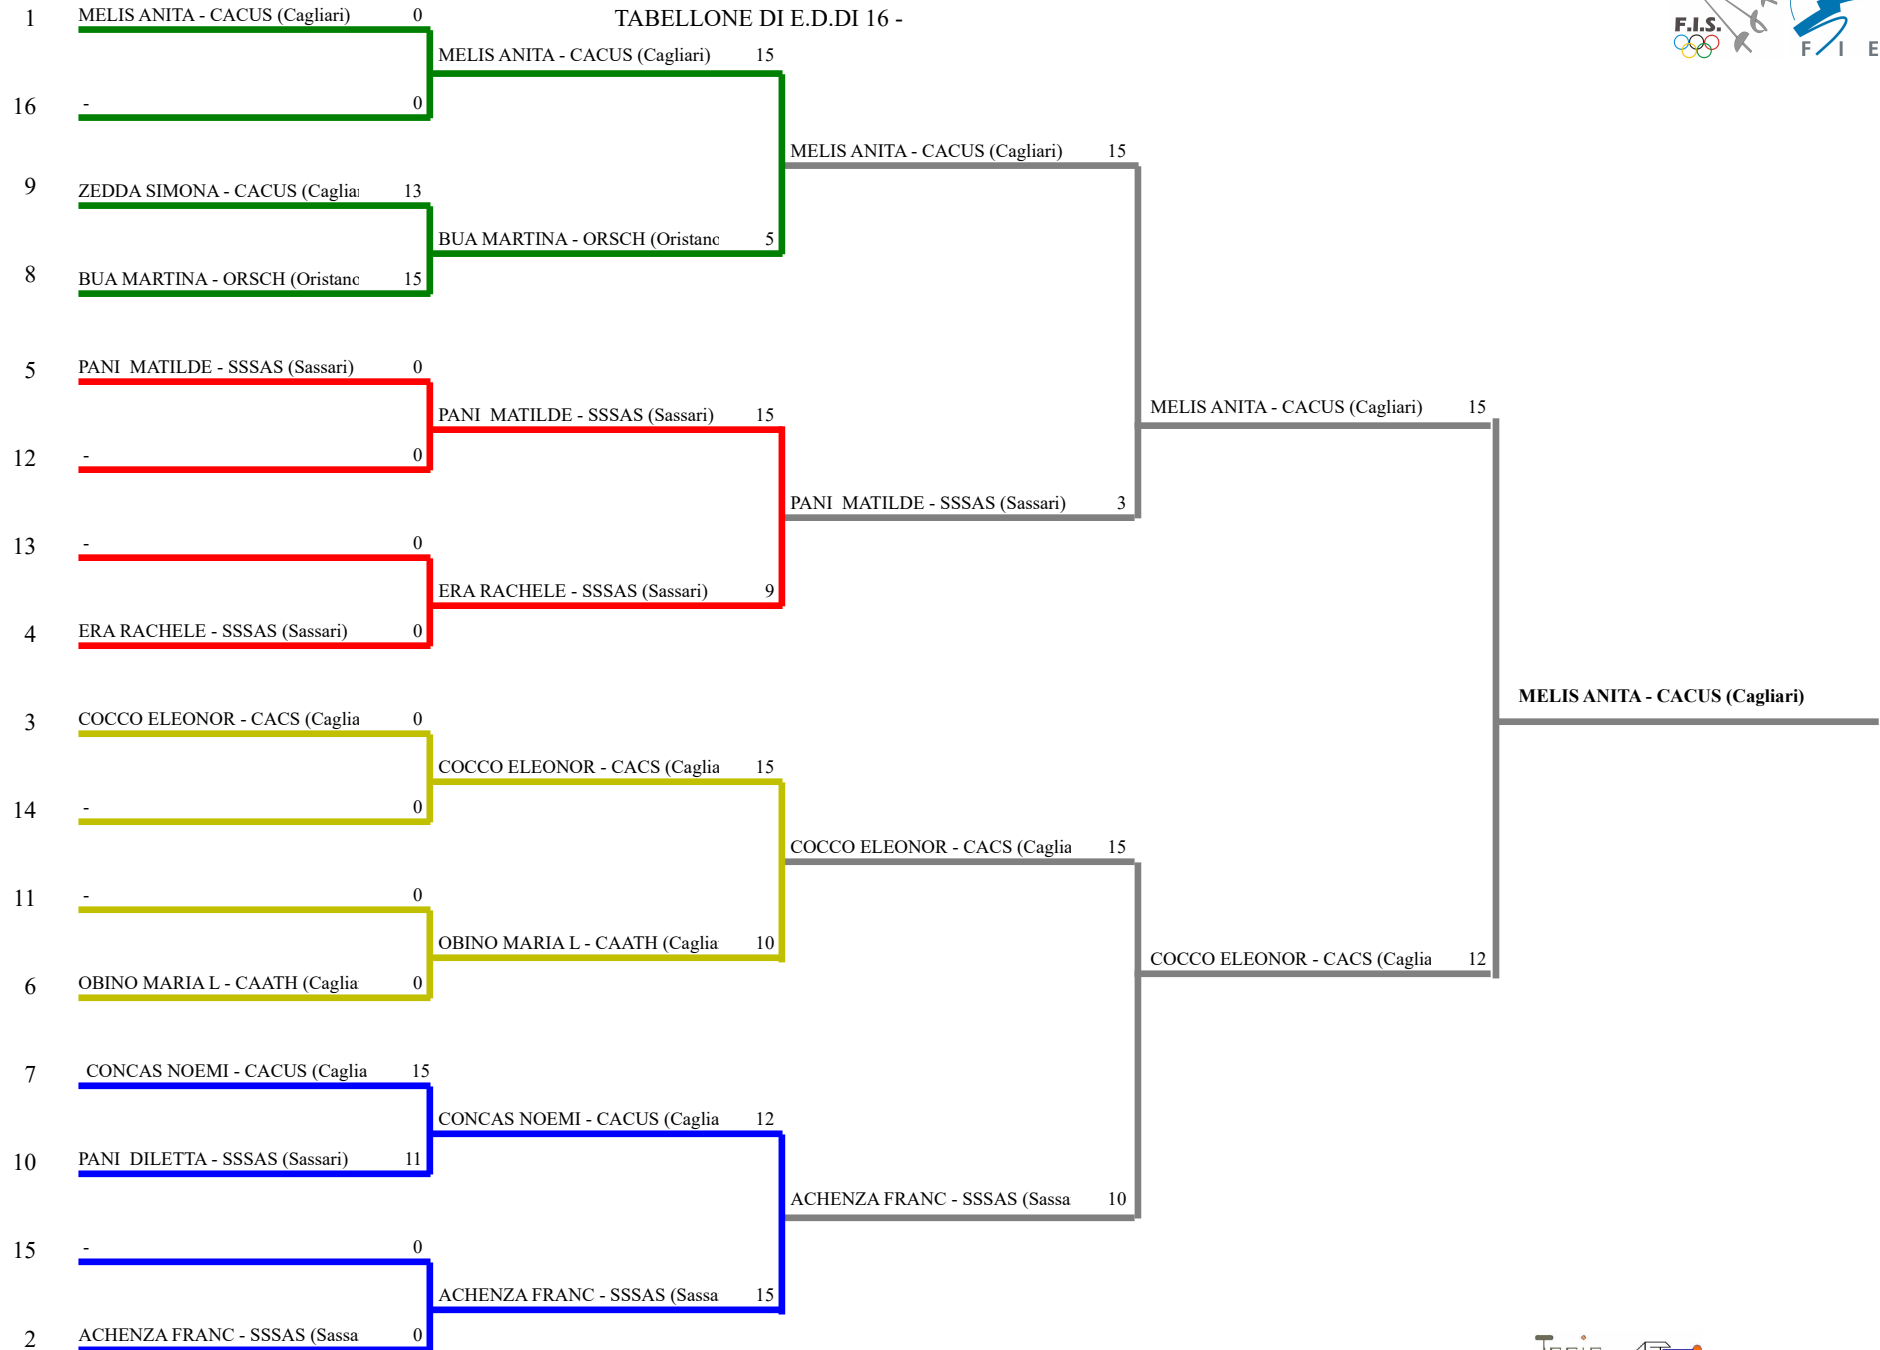 TABELLONE DI E.D.DI 16 -
F.I.S.
F I E
1 MELIS ANITA - CACUS (Cagliari) 0
MELIS ANITA - CACUS (Cagliari) 15
16 - 0
MELIS ANITA - CACUS (Cagliari) 15
9 ZEDDA SIMONA - CACUS (Cagliar 13
BUA MARTINA - ORSCH (Oristano 5
8 BUA MARTINA - ORSCH (Oristano 15
5 PANI  MATILDE - SSSAS (Sassari) 0
MELIS ANITA - CACUS (Cagliari) 15
PANI  MATILDE - SSSAS (Sassari) 15
12 - 0
PANI  MATILDE - SSSAS (Sassari) 3
13 - 0
ERA RACHELE - SSSAS (Sassari) 9
4 ERA RACHELE - SSSAS (Sassari) 0
MELIS ANITA - CACUS (Cagliari)
3 COCCO ELEONOR - CACS (Caglia 0
COCCO ELEONOR - CACS (Caglia 15
14 - 0
COCCO ELEONOR - CACS (Caglia 15
11 - 0
OBINO MARIA L - CAATH (Caglia 10
COCCO ELEONOR - CACS (Caglia 12
6 OBINO MARIA L - CAATH (Caglia 0
7 CONCAS NOEMI - CACUS (Caglia 15
CONCAS NOEMI - CACUS (Caglia 12
10 PANI  DILETTA - SSSAS (Sassari) 11
ACHENZA FRANC - SSSAS (Sassa 10
15 - 0
ACHENZA FRANC - SSSAS (Sassa 15
2 ACHENZA FRANC - SSSAS (Sassa 0